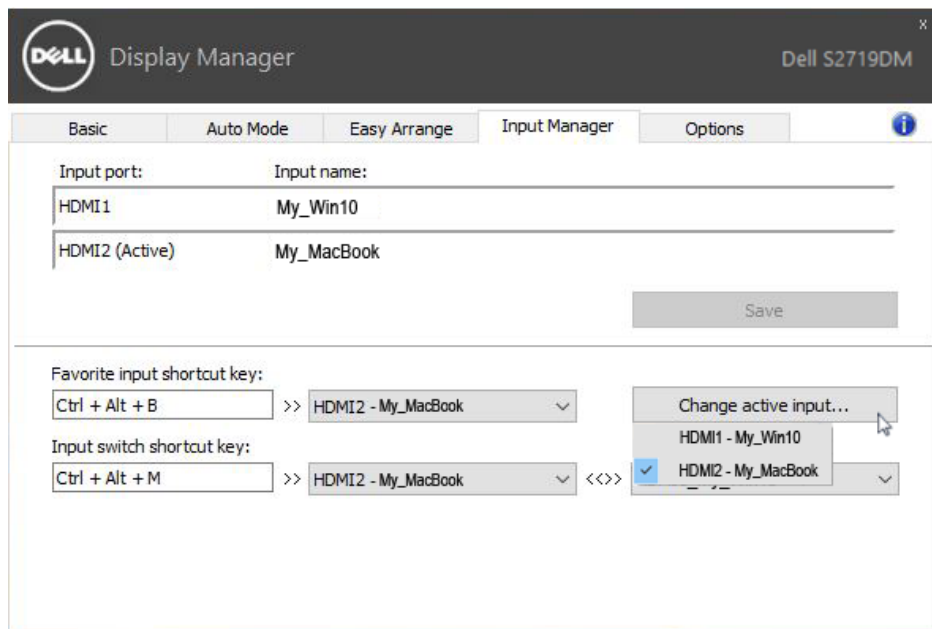 DELL Display Manager
x
Dell S2719DM
Basic Auto Mode Easy Arrange Input Manager Options i
Input port: Input name:
HDMI1 My_Win10
HDMI2 (Active) My_MacBook
Save
Favorite input shortcut key:
Ctrl + Alt + B >> HDMI2 - My_MacBook Change active input...
HDMI1 - My_Win10
Input switch shortcut key:
HDMI2 - My_MacBook
Ctrl + Alt + M >> HDMI2 - My_MacBook <<>>